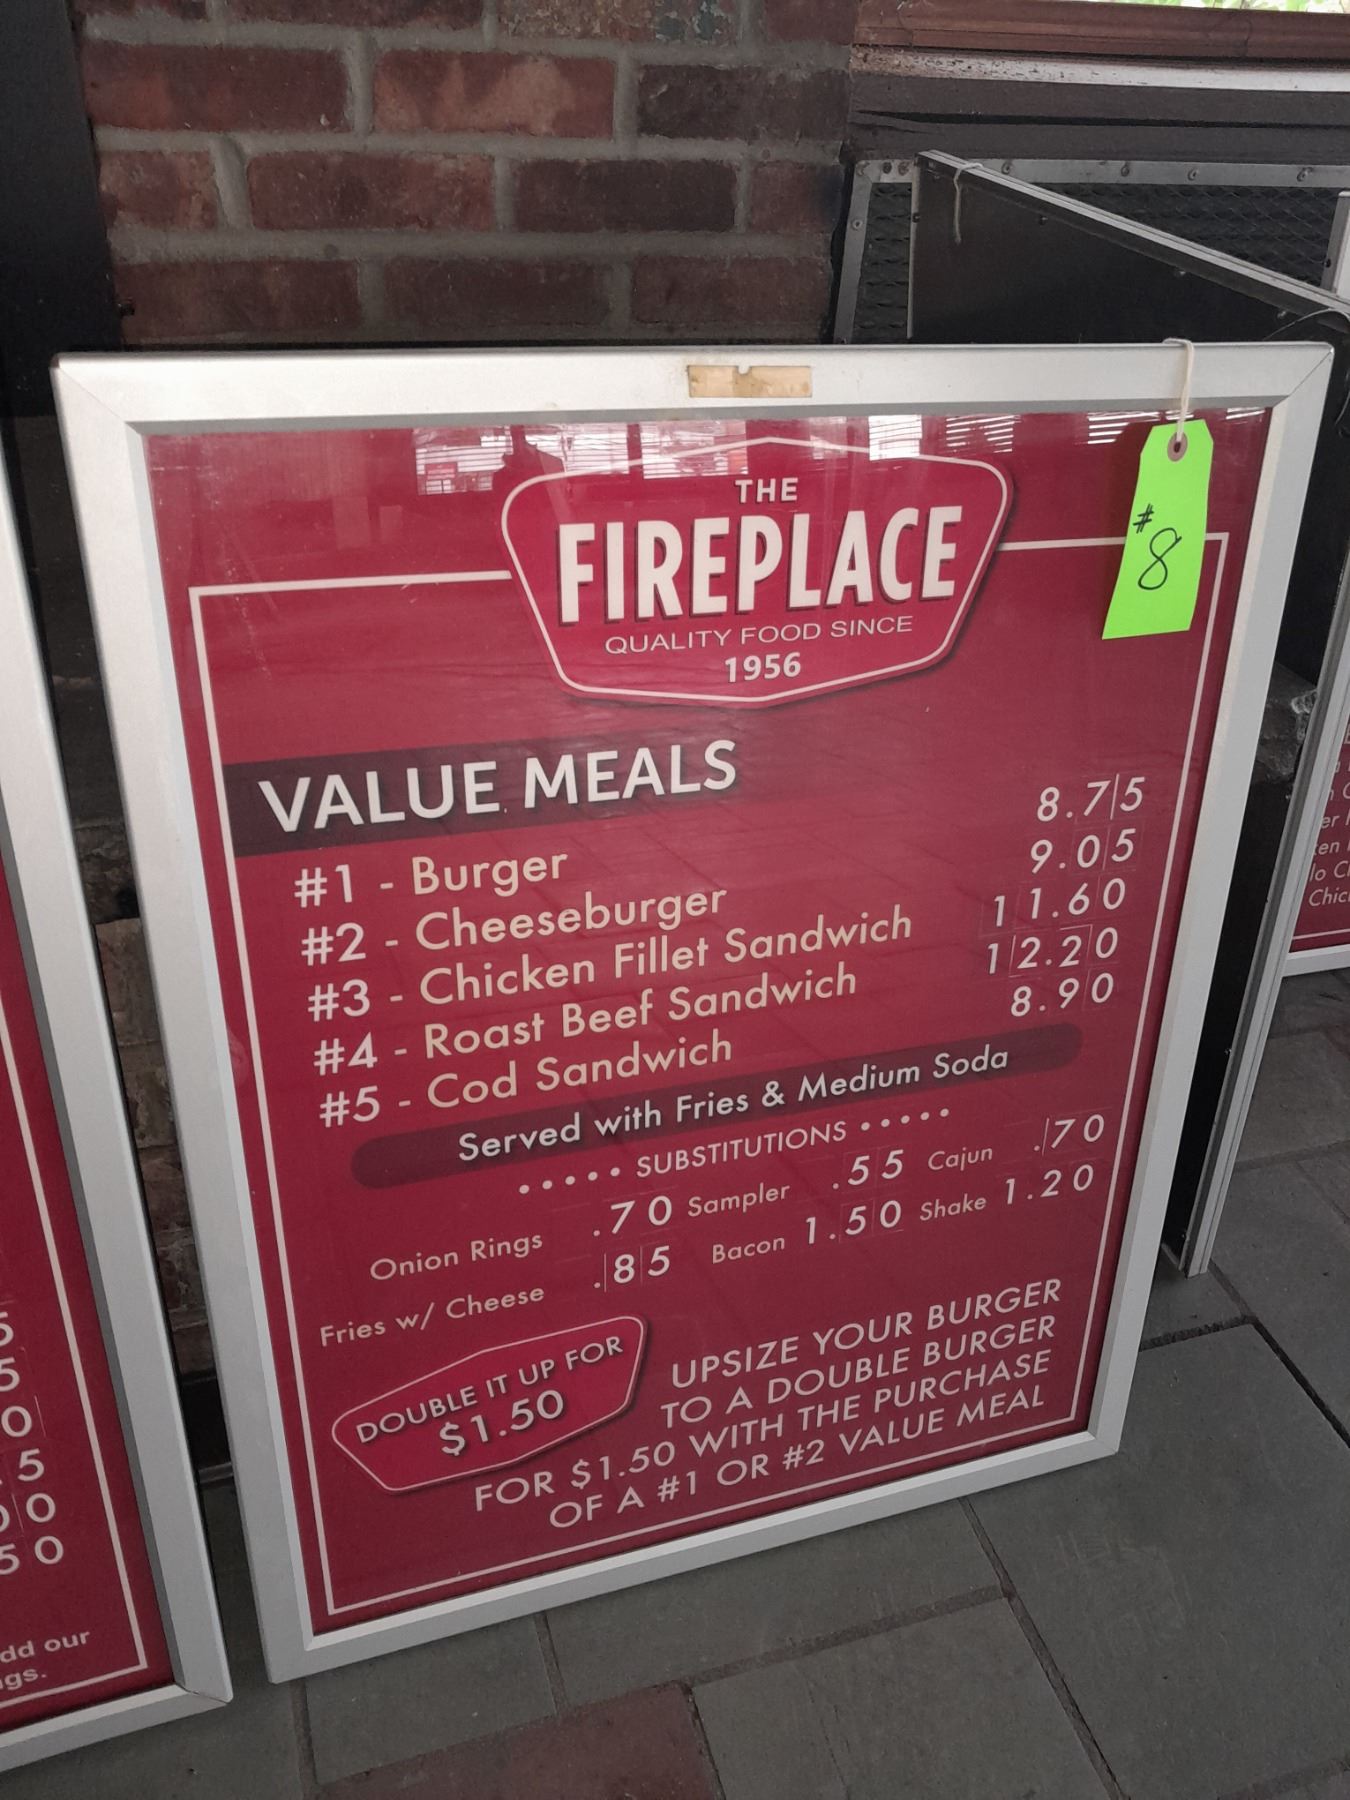 THE
FIREPLACE
QUALITY FOOD SINCE
1956
#8
VALUE MEALS
#1 - Burger 8.75
#2 - Cheeseburger 9.05
#3 - Chicken Fillet Sandwich 11.60
#4 - Roast Beef Sandwich 12.20
#5 - Cod Sandwich 8.90
Served with Fries & Medium Soda
••••• SUBSTITUTIONS •••••
Onion Rings .70 Sampler .55 Cajun .70
Fries w/ Cheese .85 Bacon 1.50 Shake 1.20
DOUBLE IT UP FOR
$1.50
UPSIZE YOUR BURGER
TO A DOUBLE BURGER
FOR $1.50 WITH THE PURCHASE
OF A #1 OR #2 VALUE MEAL
our